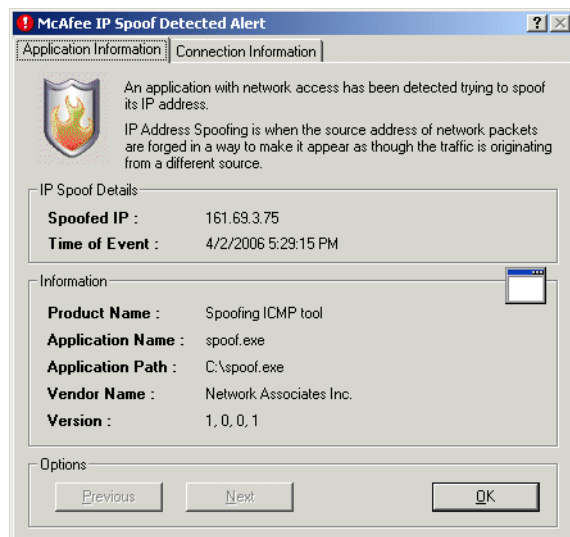 McAfee IP Spoof Detected Alert
Application Information
Connection Information
An application with network access has been detected trying to spoof
its IP address.
IP Address Spoofing is when the source address of network packets
are forged in a way to make it appear as though the traffic is originating
from a different source.
IP Spoof Details
Spoofed IP : 161.69.3.75
Time of Event : 4/2/2006 5:29:15 PM
Information
Product Name : Spoofing ICMP tool
Application Name : spoof.exe
Application Path : C:\spoof.exe
Vendor Name : Network Associates Inc.
Version : 1, 0, 0, 1
Options
Previous Next OK